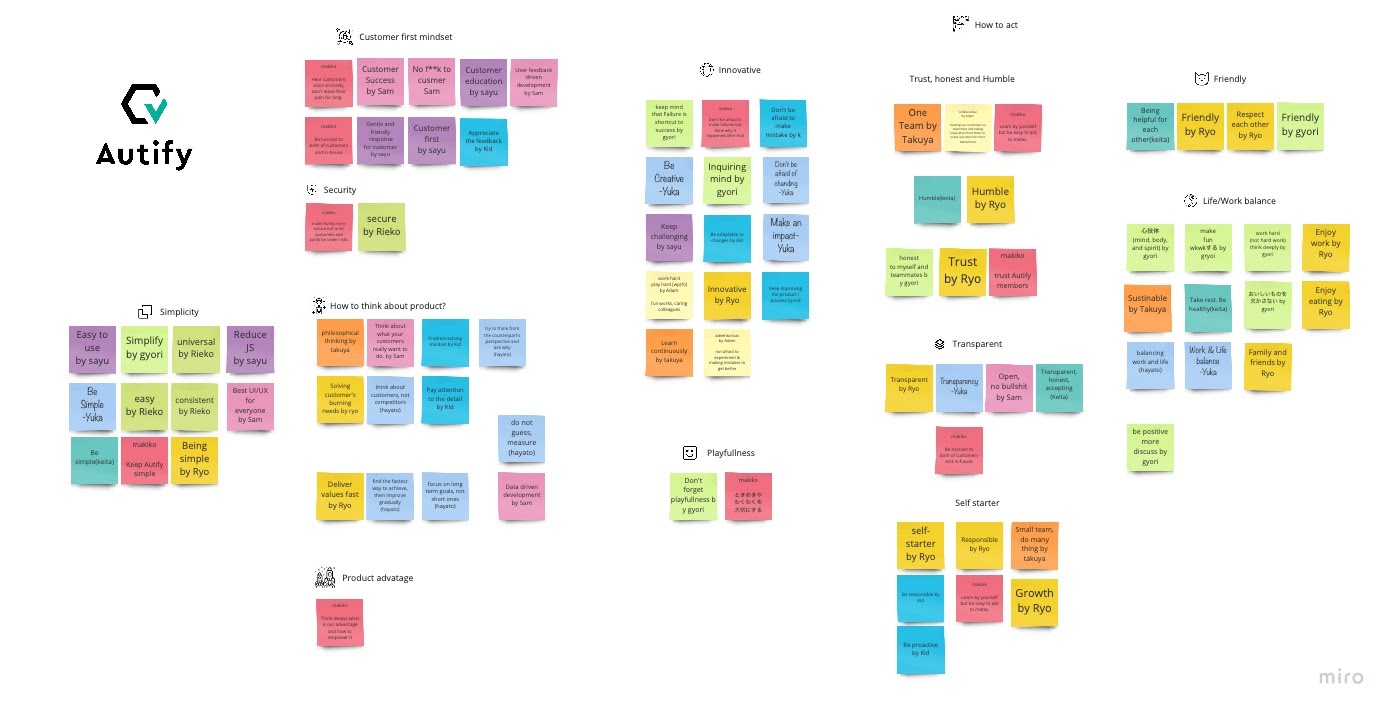 Autify
Customer first mindset
makiko
Hear customers'
voice sincerely,
don't leave their
pain for long.
Customer
Success
by Sam
No f**k to
cusmer
Sam
Customer
education
by sayu
User feedback
driven
development
by Sam
makiko
Be honnest to
both of customers
and in-house
Gentle and
friendly
response
for customer
by sayu
Customer
first
by sayu
Appreciate
the feedback
by Kid
Security
makiko
secure
by Rieko
Simplicity
Easy to
use
by sayu
Simplify
by gyori
universal
by Rieko
Reduce
JS
by sayu
Be
Simple
-Yuka
easy
by Rieko
consistent
by Rieko
Best UI/UX
for
everyone
by Sam
Be
simple(keita)
makiko
Keep Autify
simple
Being
simple
by Ryo
How to think about product?
philosophical
thinking by
takuya
Think about
what your
customers
really want to
do. by Sam
Problem solving
mindset by Kid
try to think from
the counterpart's
perspective and
ask why
(hayato)
Solving
customer's
burning
needs by ryo
think about
customers, not
competitors
(hayato)
Pay attention
to the detail
by Kid
do not
guess,
measure
(hayato)
Deliver
values fast
by Ryo
find the fastest
way to achieve,
then improve
gradually
(hayato)
focus on long
term goals, not
short ones
(hayato)
Data driven
development
by Sam
Product advatage
makiko
Think always what
is our advantage
and how to
empower it
Innovative
keep mind
that Failure is
shortcut to
success by
gyori
makiko
Don't be afraid to
make failures but
think why it
happened after that
Don't be
afraid to
make
mistake by k
Be
Creative
-Yuka
Inquiring
mind by
gyori
Don't be
afraid of
chanding
-Yuka
Keep
challenging
by sayu
Be adaptable to
changes by Kid
Make an
impact-
Yuka
work hard
play hard
by Adam
fun works, caring
colleagues
Innovative
by Ryo
Keep improving
the product /
process by kid
Learn
continuously
by takuya
adventurous
by Adam
not afraid to
experiment &
making mistakes to
get better
Playfullness
Don't
forget
playfullness b
y gyori
makiko
ときめきや
わくわくを
大切にする
How to act
Trust, honest and Humble
One
Team by
Takuya
by Adam
makiko
Learn by yourself
but be easy to ask
to mates.
Humble(keita)
Humble
by Ryo
honest
to myself and
teammates b
y gyori
Trust
by Ryo
makiko
trust Autify
members
Transparent
Transparent
by Ryo
Transparency
-Yuka
Open,
no bullshit
by Sam
Transparent,
honest,
accepting
(Keita)
makiko
Be honnest to
both of customers
and in-house
Self starter
self-
starter
by Ryo
Responsible
by Ryo
Small team,
do many
thing by
takuya
Be responsible by
Kid
makiko
Learn by yourself
but be easy to ask
to mates.
Growth
by Ryo
Be proactive
by Kid
Friendly
Being
helpful for
each
other(keita)
Friendly
by Ryo
Respect
each other
by Ryo
Friendly
by gyori
Life/Work balance
心技体
(mind, body,
and spirit) by
gyori
make
fun
wkwkする by
gryoi
work hard
(not hard work)
think deeply by
gyori
Enjoy
work by
Ryo
Sustinable
by Takuya
Take rest. Be
healthy(keita)
おいしいものを
欠かさない by
gyori
Enjoy
eating by
Ryo
balancing
work and life
(hayato)
Work & Life
balance
-Yuka
Family and
friends by
Ryo
be positive
more
discuss by
gyori
miro